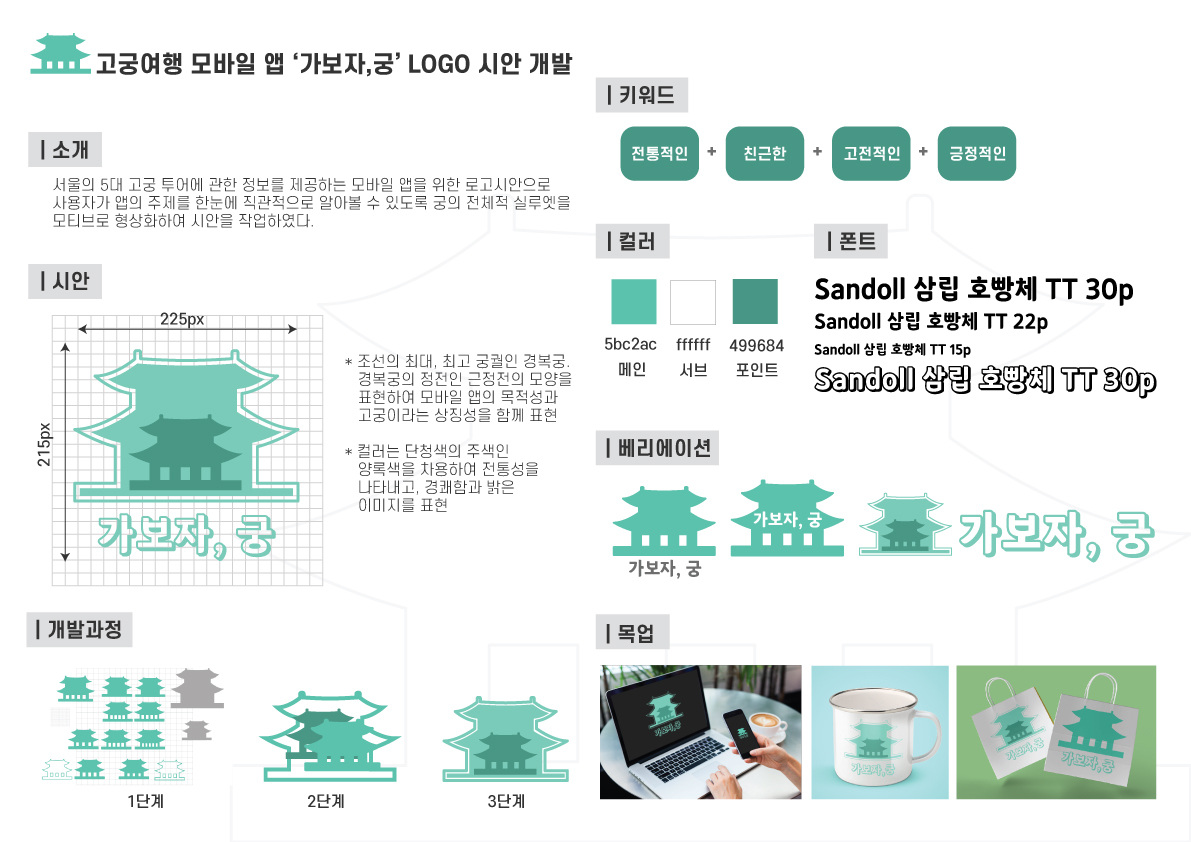 고궁여행 모바일 앱 ‘가보자,궁’ LOGO 시안 개발
| 소개
서울의 5대 고궁 투어에 관한 정보를 제공하는 모바일 앱을 위한 로고시안으로
사용자가 앱의 주제를 한눈에 직관적으로 알아볼 수 있도록 궁의 전체적 실루엣을
모티브로 형상화하여 시안을 작업하였다.
| 시안
225px
215px
가보자, 궁
* 조선의 최대, 최고 궁궐인 경복궁.
경복궁의 정전인 근정전의 모양을
표현하여 모바일 앱의 목적성과
고궁이라는 상징성을 함께 표현
* 컬러는 단청색의 주색인
양록색을 차용하여 전통성을
나타내고, 경쾌함과 밝은
이미지를 표현
| 개발과정
1단계
2단계
3단계
| 키워드
전통적인 + 친근한 + 고전적인 + 긍정적인
| 컬러
5bc2ac
메인
ffffff
서브
499684
포인트
| 폰트
Sandoll 삼립 호빵체 TT 30p
Sandoll 삼립 호빵체 TT 22p
Sandoll 삼립 호빵체 TT 15p
Sandoll 삼립 호빵체 TT 30p
| 베리에이션
가보자, 궁
가보자, 궁
가보자, 궁
| 목업
가보자,궁
가보자,궁
가보자,궁
가보자,궁